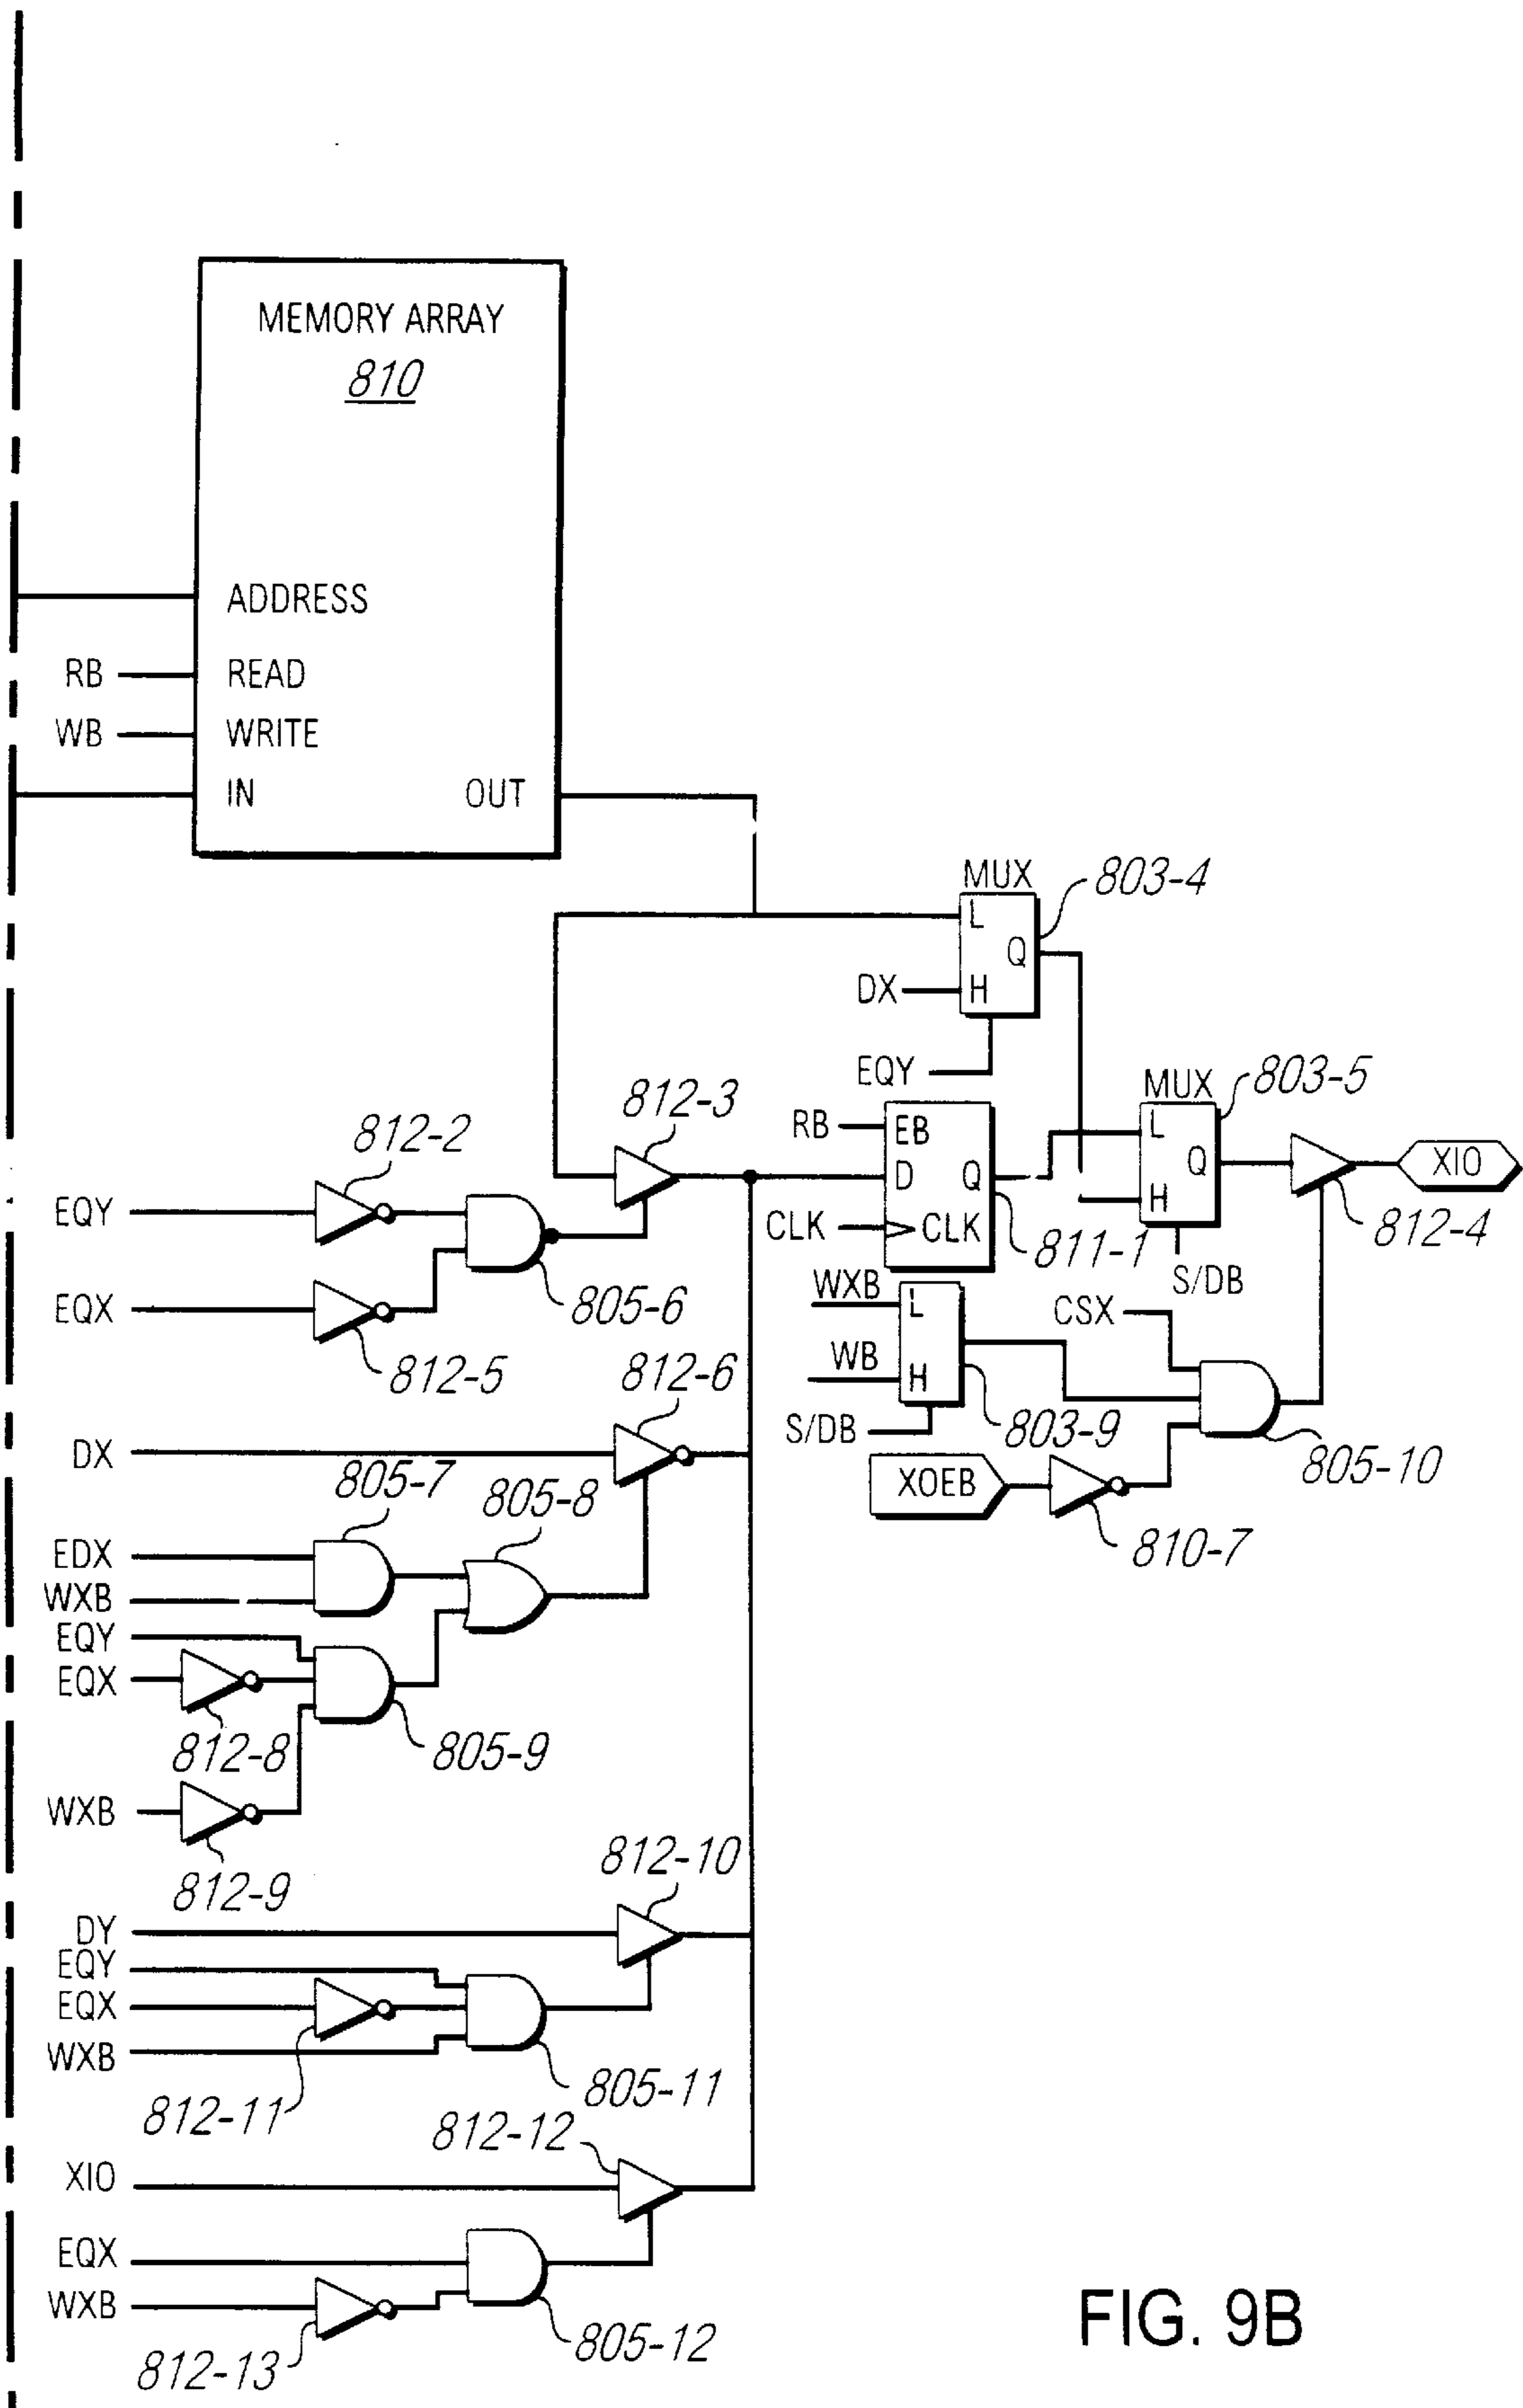 MEMORY ARRAY
810
ADDRESS
RB
READ
WB
WRITE
IN
OUT
MUX
803-4
L
Q
DX
H
EQY
MUX
803-5
812-3
RB
EB
L
812-2
D
Q
Q
XIO
H
EQY
CLK
CLK
811-1
812-4
S/DB
WXB
L
CSX
EQX
805-6
WB
H
812-5
812-6
S/DB
803-9
805-10
DX
805-7
805-8
XOEB
810-7
EDX
WXB
EQY
EQX
812-8
805-9
WXB
812-9
812-10
DY
EQY
EQX
WXB
805-11
812-11
812-12
XIO
EQX
WXB
805-12
812-13
FIG. 9B